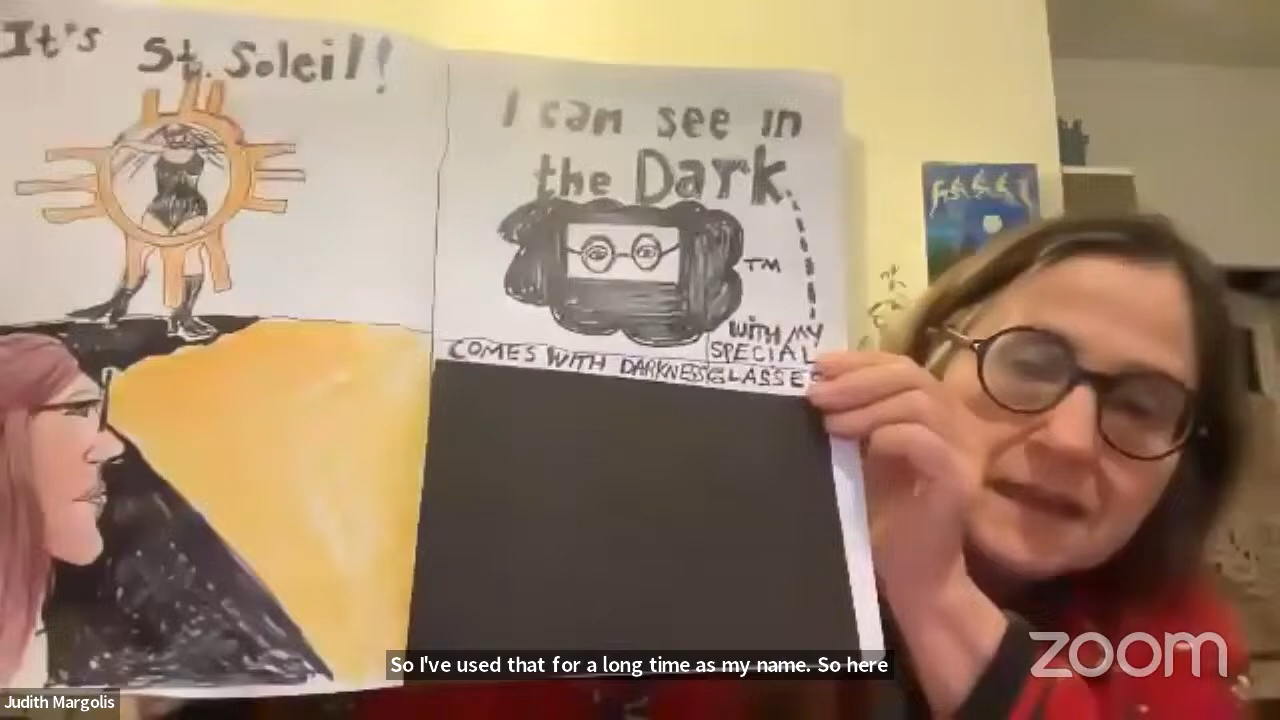 It's St. Soleil!
I can see in
the Dark.
TM
WITH MY
SPECIAL
GLASSES
COMES WITH DARKNESS
So I've used that for a long time as my name. So here
Judith Margolis
zoom